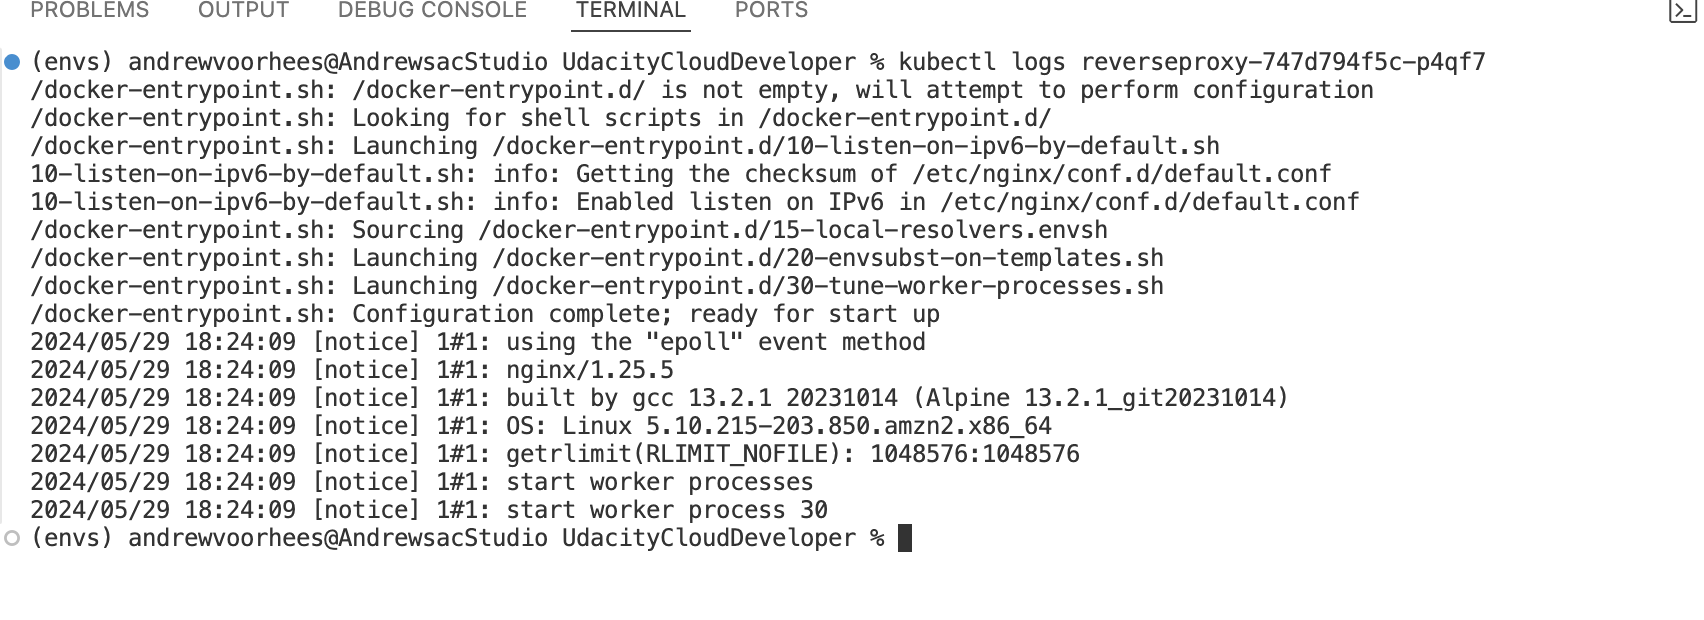 PROBLEMS OUTPUT DEBUG CONSOLE TERMINAL PORTS
(envs) andrewvoorhees@AndrewsacStudio UdacityCloudDeveloper % kubectl logs reverseproxy-747d794f5c-p4qf7
/docker-entrypoint.sh: /docker-entrypoint.d/ is not empty, will attempt to perform configuration
/docker-entrypoint.sh: Looking for shell scripts in /docker-entrypoint.d/
/docker-entrypoint.sh: Launching /docker-entrypoint.d/10-listen-on-ipv6-by-default.sh
10-listen-on-ipv6-by-default.sh: info: Getting the checksum of /etc/nginx/conf.d/default.conf
10-listen-on-ipv6-by-default.sh: info: Enabled listen on IPv6 in /etc/nginx/conf.d/default.conf
/docker-entrypoint.sh: Sourcing /docker-entrypoint.d/15-local-resolvers.envsh
/docker-entrypoint.sh: Launching /docker-entrypoint.d/20-envsubst-on-templates.sh
/docker-entrypoint.sh: Launching /docker-entrypoint.d/30-tune-worker-processes.sh
/docker-entrypoint.sh: Configuration complete; ready for start up
2024/05/29 18:24:09 [notice] 1#1: using the "epoll" event method
2024/05/29 18:24:09 [notice] 1#1: nginx/1.25.5
2024/05/29 18:24:09 [notice] 1#1: built by gcc 13.2.1 20231014 (Alpine 13.2.1_git20231014)
2024/05/29 18:24:09 [notice] 1#1: OS: Linux 5.10.215-203.850.amzn2.x86_64
2024/05/29 18:24:09 [notice] 1#1: getrlimit(RLIMIT_NOFILE): 1048576:1048576
2024/05/29 18:24:09 [notice] 1#1: start worker processes
2024/05/29 18:24:09 [notice] 1#1: start worker process 30
(envs) andrewvoorhees@AndrewsacStudio UdacityCloudDeveloper %